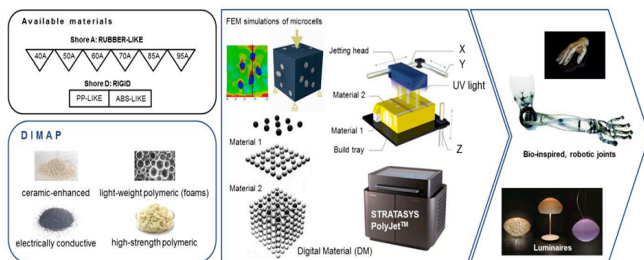 Available materials
Shore A: RUBBER-LIKE
40A 50A 60A 70A 85A 95A
Shore D: RIGID
PP-LIKE ABS-LIKE
DIMAP
ceramic-enhanced
light-weight polymeric (foams)
electrically conductive
high-strength polymeric
FEM simulations of microcells
Material 1
Material 2
Digital Material (DM)
Jetting head
X
Y
UV light
Material 2
Material 1
Build tray
Z
STRATASYS
PolyJet™
Bio-inspired, robotic joints
Luminaires